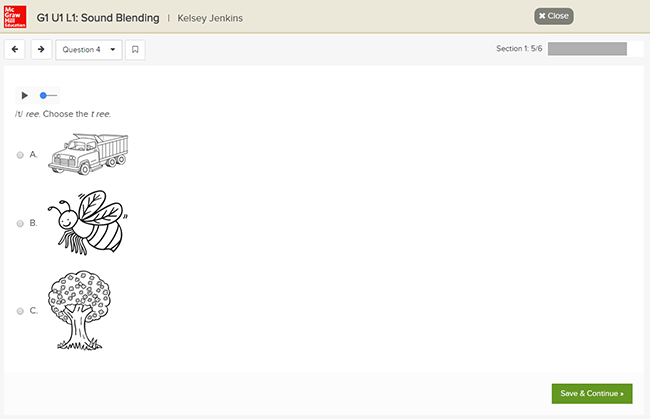 Mc
Graw
Hill
Education
G1 U1 L1: Sound Blending | Kelsey Jenkins
✖ Close
Question 4
Section 1: 5/6
/t/ ree. Choose the t ree.
A.
B.
C.
Save & Continue »